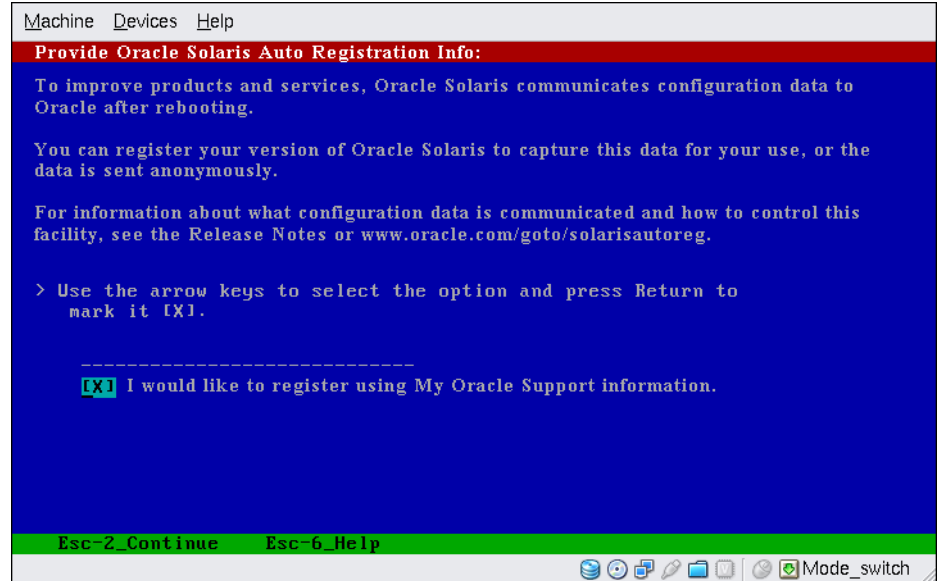 Machine Devices Help
Provide Oracle Solaris Auto Registration Info:
To improve products and services, Oracle Solaris communicates configuration data to
Oracle after rebooting.
You can register your version of Oracle Solaris to capture this data for your use, or the
data is sent anonymously.
For information about what configuration data is communicated and how to control this
facility, see the Release Notes or www.oracle.com/goto/solarisautoreg.
> Use the arrow keys to select the option and press Return to
mark it [X].
_____________________________
[X] I would like to register using My Oracle Support information.
Esc-2_Continue Esc-6_Help
Mode_switch